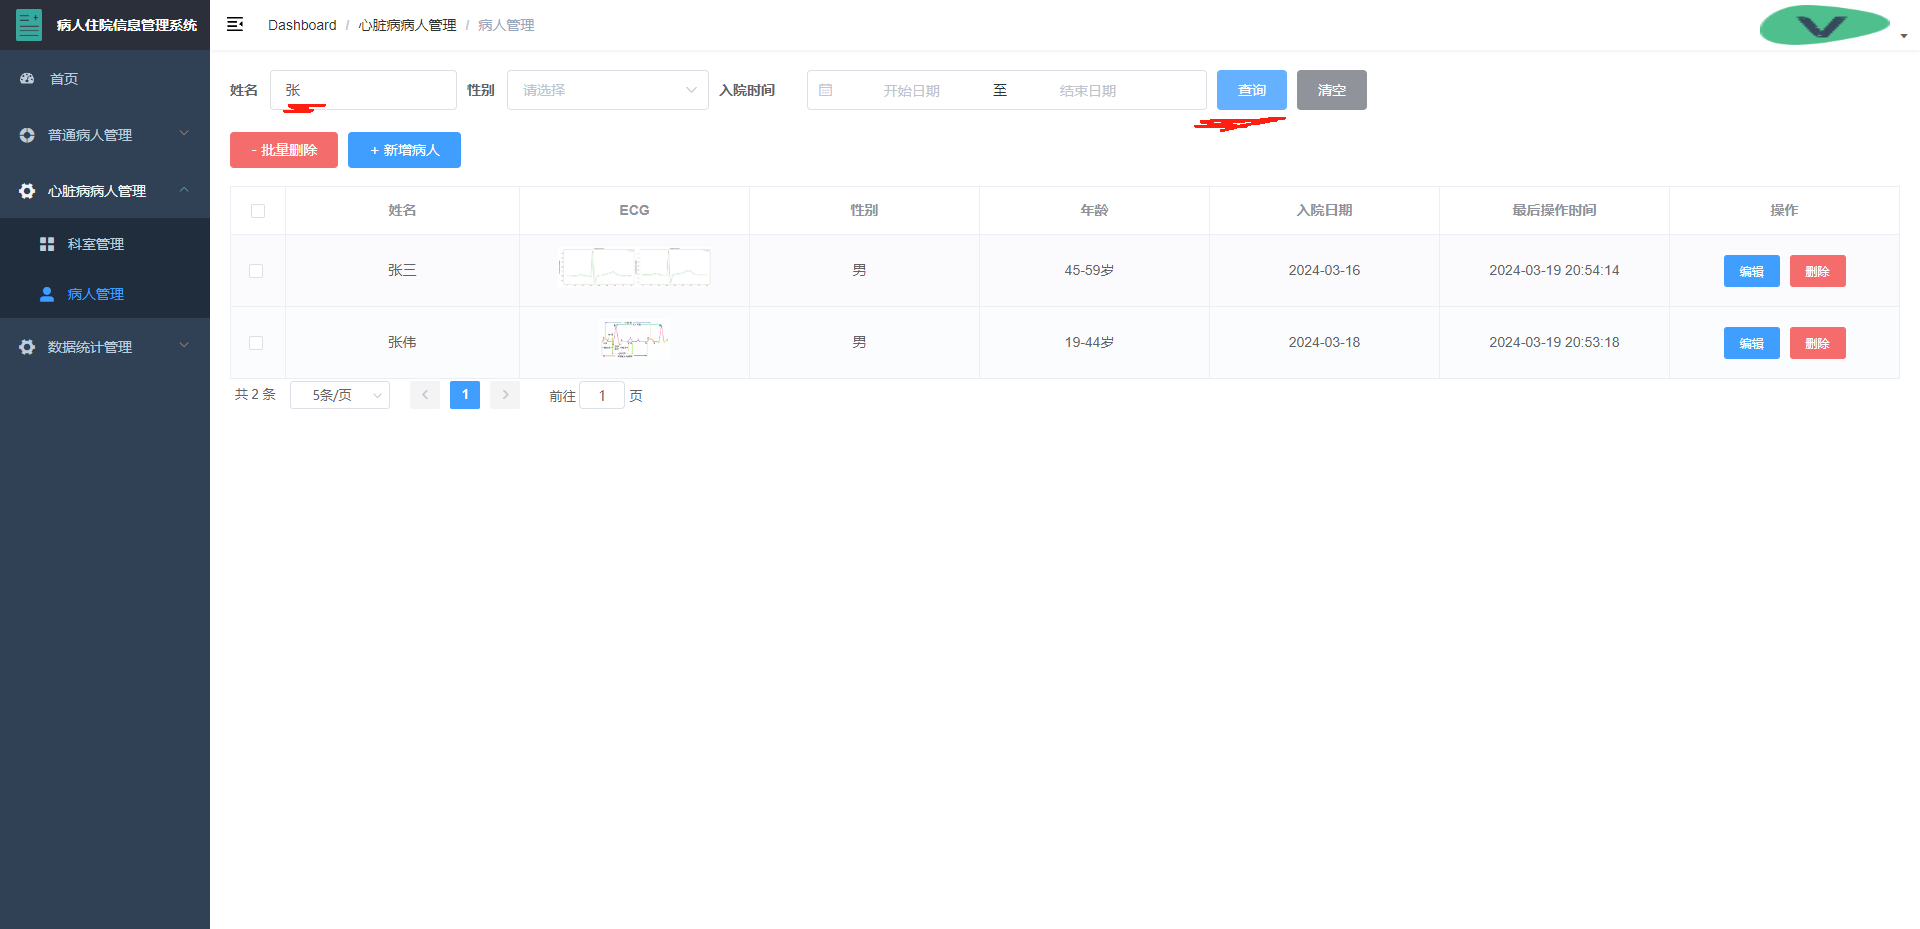 病人住院信息管理系统
Dashboard / 心脏病病人管理 / 病人管理
首页
普通病人管理
心脏病病人管理
科室管理
病人管理
数据统计管理
姓名 张 性别 请选择 入院时间 开始日期 至 结束日期 查询 清空
- 批量删除 + 新增病人
姓名 ECG 性别 年龄 入院日期 最后操作时间 操作
张三 男 45-59岁 2024-03-16 2024-03-19 20:54:14 编辑 删除
张伟 男 19-44岁 2024-03-18 2024-03-19 20:53:18 编辑 删除
共 2 条 5条/页 1 前往 1 页